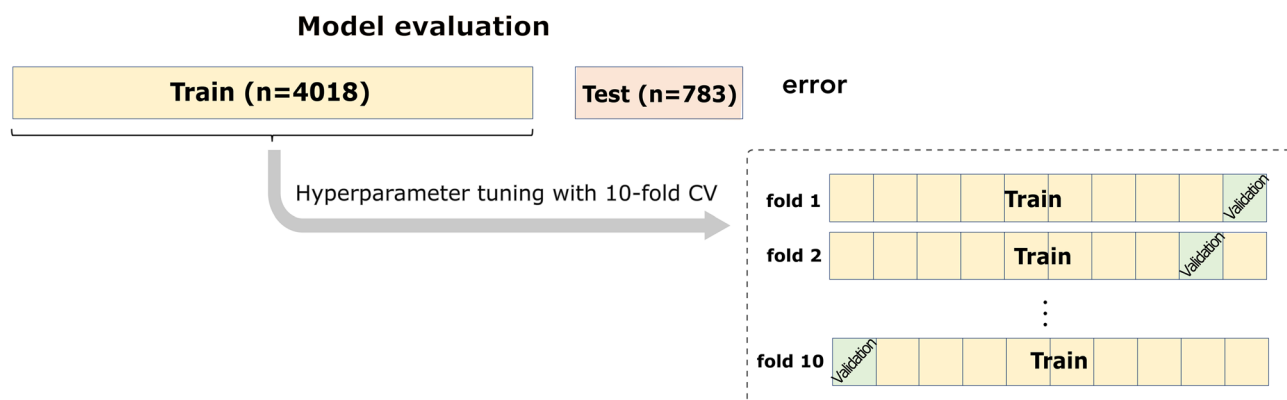 Model evaluation
Train (n=4018)
Test (n=783)
error
Hyperparameter tuning with 10-fold CV
fold 1
Train
Validation
fold 2
Train
Validation
fold 10
Validation
Train